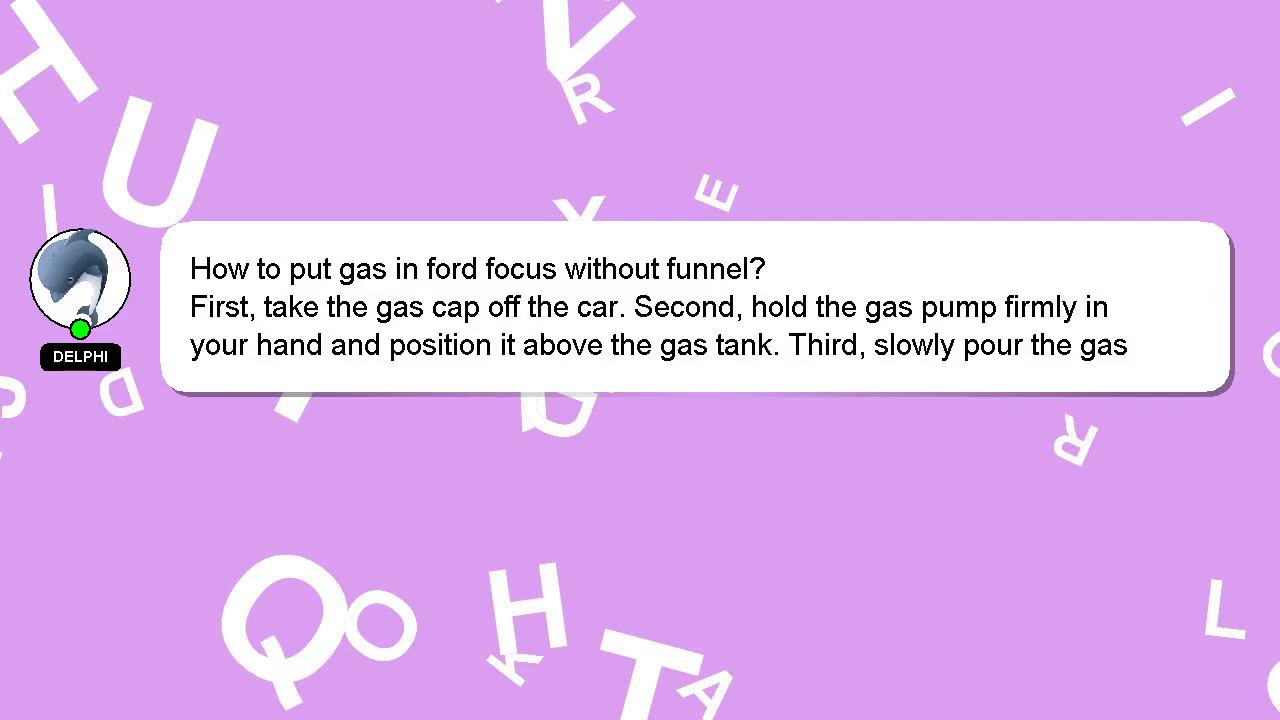 How to put gas in ford focus without funnel?
First, take the gas cap off the car. Second, hold the gas pump firmly in
your hand and position it above the gas tank. Third, slowly pour the gas
DELPHI
H
U
V
R
I
E
X
I
D
R
Q
O
H
K
T
A
L